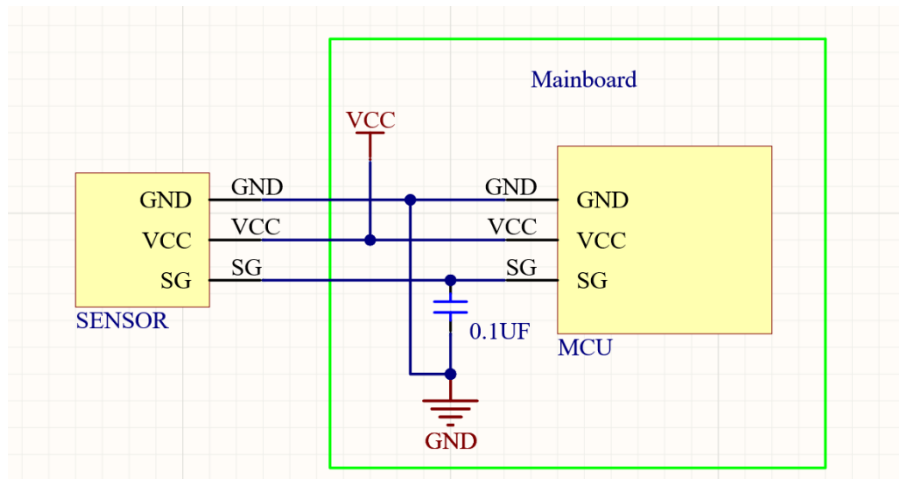 Mainboard
VCC
GND GND GND GND
VCC VCC VCC VCC
SG SG SG SG
SENSOR
0.1UF
MCU
GND